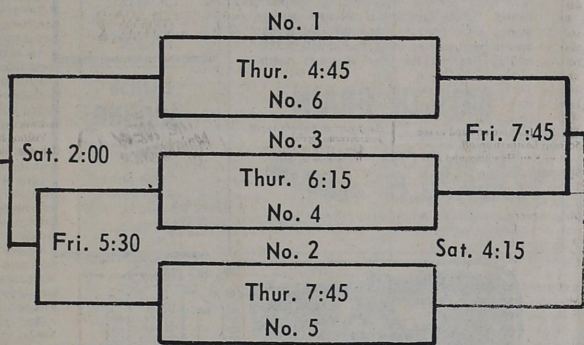 No. 1
Thur. 4:45
No. 6
Fri. 7:45
No. 3
Sat. 2:00
Thur. 6:15
No. 4
Fri. 5:30
No. 2
Sat. 4:15
Thur. 7:45
No. 5